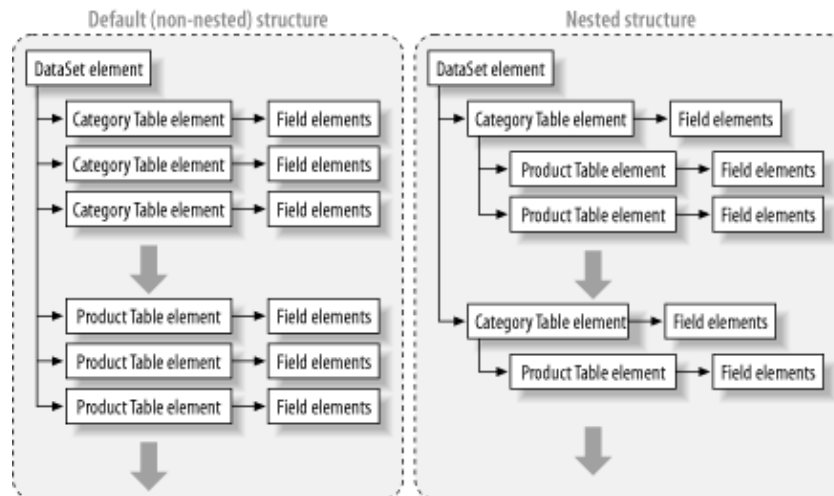 Default (non-nested) structure
DataSet element
Category Table element
Field elements
Category Table element
Field elements
Category Table element
Field elements
Product Table element
Field elements
Product Table element
Field elements
Product Table element
Field elements
Nested structure
DataSet element
Category Table element
Field elements
Product Table element
Field elements
Product Table element
Field elements
Category Table element
Field elements
Product Table element
Field elements